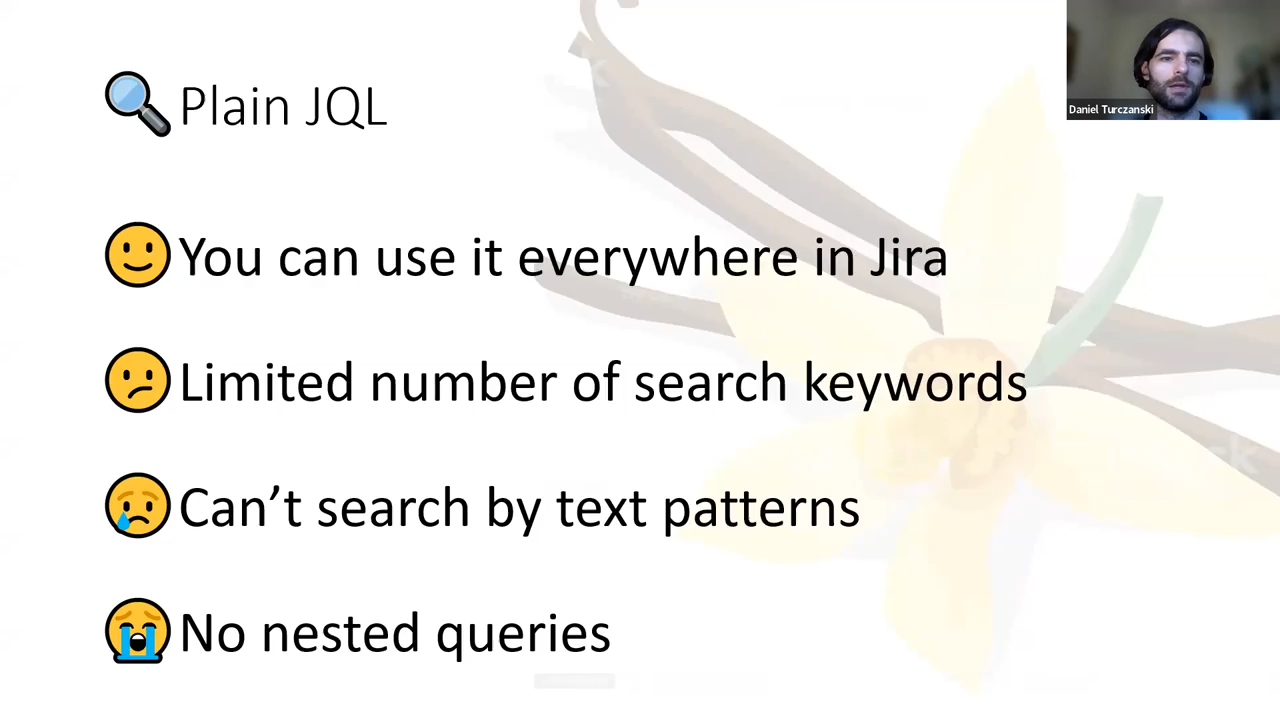 Plain JQL
Daniel Turczanski
You can use it everywhere in Jira
Limited number of search keywords
Can't search by text patterns
No nested queries